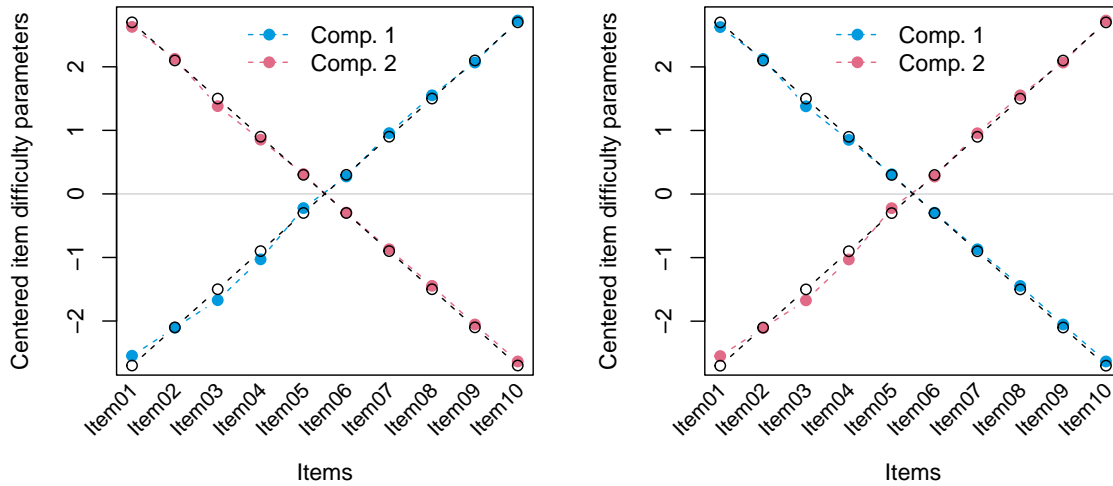 Centered item difficulty parameters
2
1
0
−1
−2
Comp. 1
Comp. 2
Item01
Item02
Item03
Item04
Item05
Item06
Item07
Item08
Item09
Item10
Items
Centered item difficulty parameters
2
1
0
−1
−2
Comp. 1
Comp. 2
Item01
Item02
Item03
Item04
Item05
Item06
Item07
Item08
Item09
Item10
Items